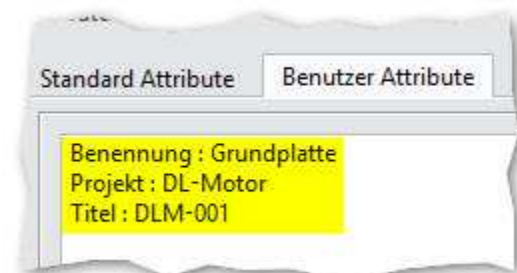 Standard Attribute Benutzer Attribute
Benennung : Grundplatte
Projekt : DL-Motor
Titel : DLM-001